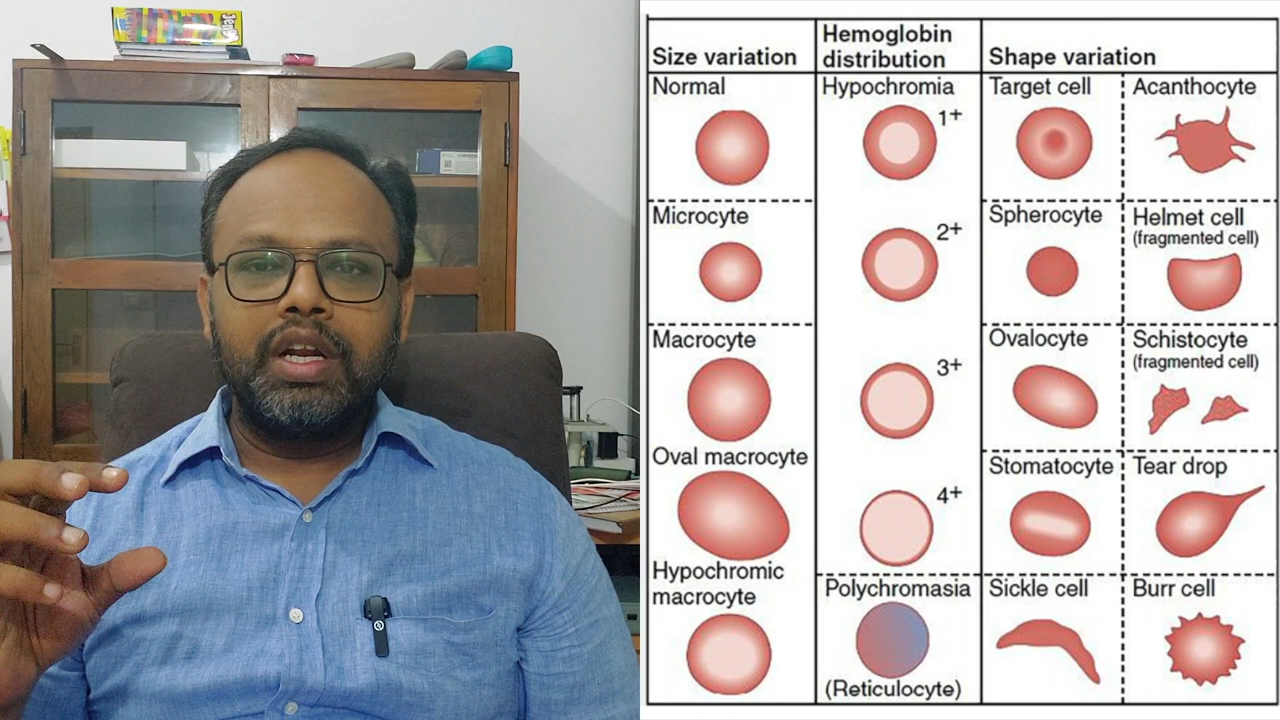 Jems
Size variation
Hemoglobin
distribution
Shape variation
Normal
Hypochromia
1+
2+
3+
4+
Target cell
Acanthocyte
Microcyte
Spherocyte
Helmet cell
(fragmented cell)
Macrocyte
Ovalocyte
Schistocyte
(fragmented cell)
Oval macrocyte
Stomatocyte
Tear drop
Hypochromic
macrocyte
Polychromasia
(Reticulocyte)
Sickle cell
Burr cell